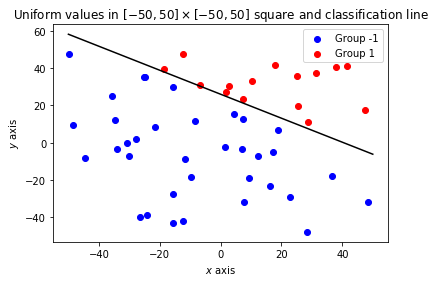 Uniform values in [−50, 50] × [−50, 50] square and classification line
Group -1
Group 1
60
40
20
0
−20
−40
y axis
−40
−20
0
20
40
x axis